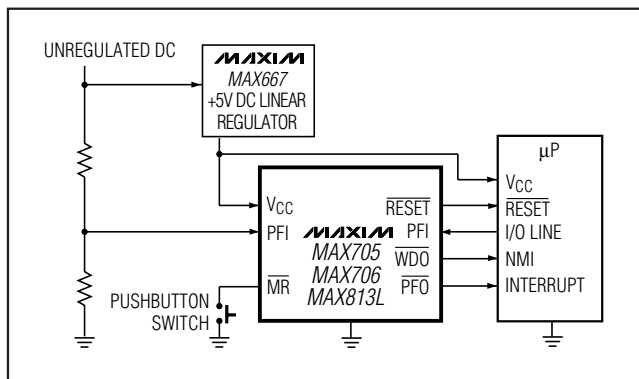 UNREGULATED DC
MAXIM
MAX667
+5V DC LINEAR
REGULATOR
μP
VCC
RESET
I/O LINE
NMI
INTERRUPT
VCC
PFI
MR
MAXIM
MAX705
MAX706
MAX813L
RESET
PFI
WDO
PFO
PUSHBUTTON
SWITCH